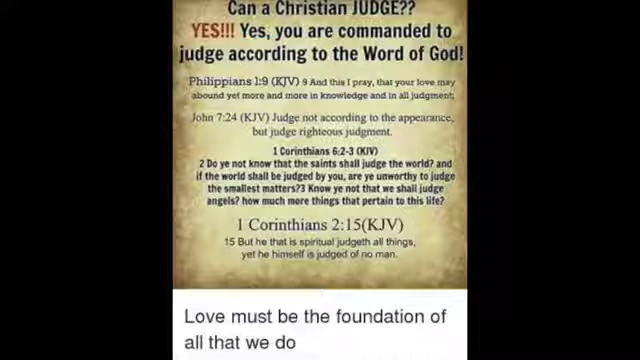 Can a Christian JUDGE??
YES!!! Yes, you are commanded to
judge according to the Word of God!
Philippians 1:9 (KJV) 9 And this I pray, that your love may
abound yet more and more in knowledge and in all judgment;
John 7:24 (KJV) Judge not according to the appearance,
but judge righteous judgment.
1 Corinthians 6:2-3 (KJV)
2 Do ye not know that the saints shall judge the world? and
if the world shall be judged by you, are ye unworthy to judge
the smallest matters?3 Know ye not that we shall judge
angels? how much more things that pertain to this life?
1 Corinthians 2:15(KJV)
15 But he that is spiritual judgeth all things,
yet he himself is judged of no man.
Love must be the foundation of
all that we do